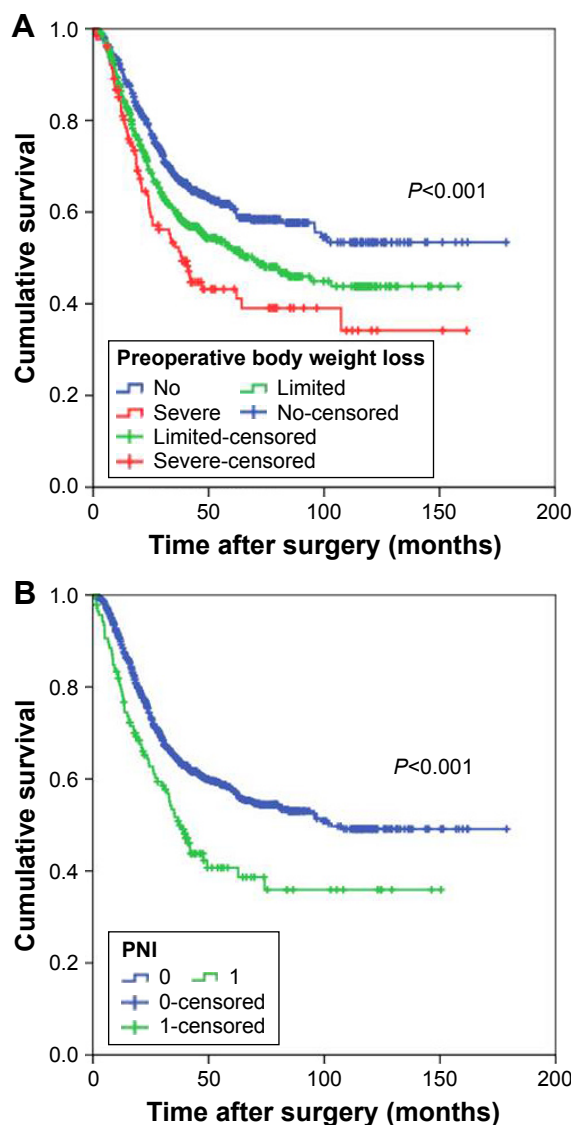 A
1.0
0.8
0.6
0.4
0.2
0.0
Cumulative survival
P<0.001
Preoperative body weight loss
No Limited
Severe No-censored
Limited-censored
Severe-censored
0 50 100 150 200
Time after surgery (months)
B
1.0
0.8
0.6
0.4
0.2
0.0
Cumulative survival
P<0.001
PNI
0 1
0-censored
1-censored
0 50 100 150 200
Time after surgery (months)